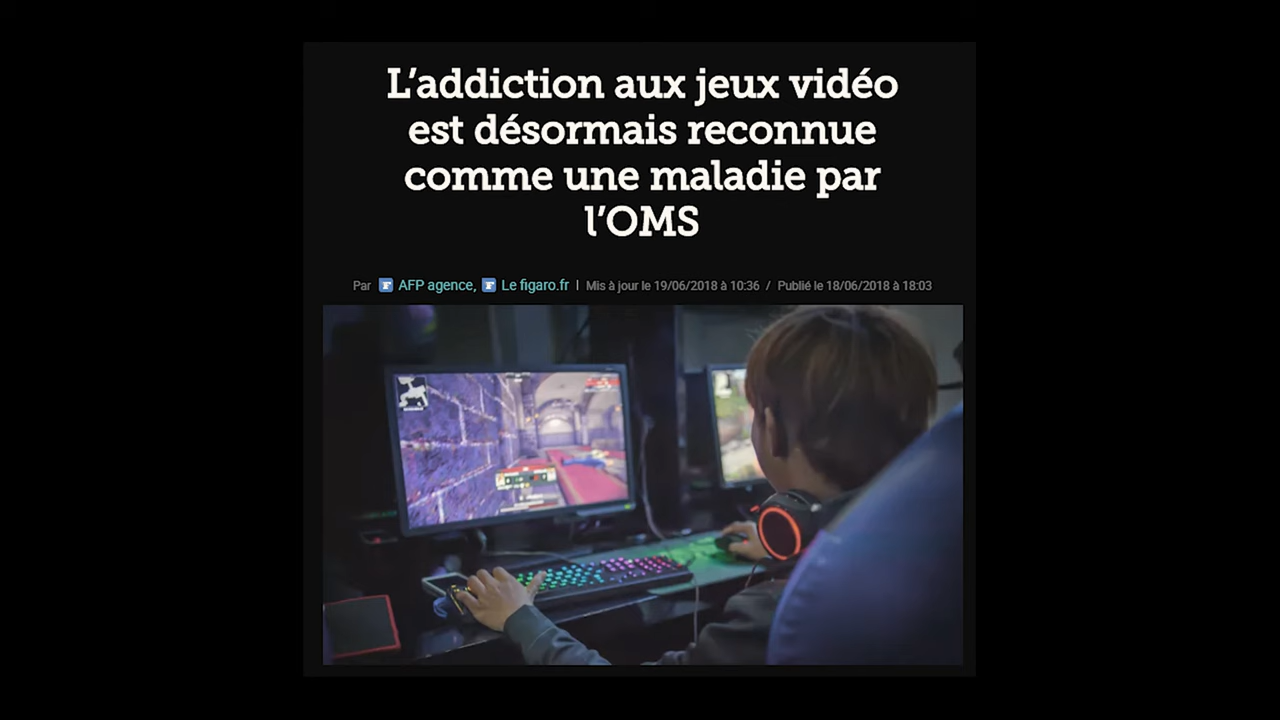 L’addiction aux jeux vidéo
est désormais reconnue
comme une maladie par
l’OMS
Par AFP agence, Le figaro.fr | Mis à jour le 19/06/2018 à 10:36 / Publié le 18/06/2018 à 18:03